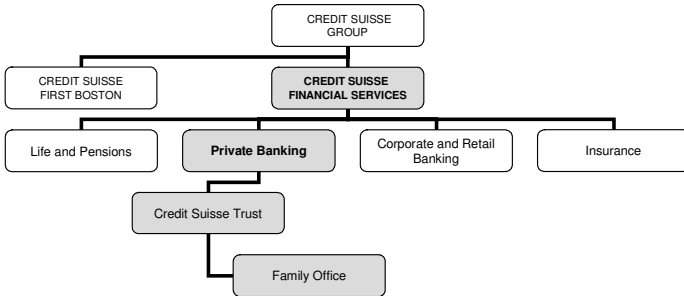 CREDIT SUISSE
GROUP
CREDIT SUISSE
FIRST BOSTON
CREDIT SUISSE
FINANCIAL SERVICES
Life and Pensions
Private Banking
Corporate and Retail
Banking
Insurance
Credit Suisse Trust
Family Office